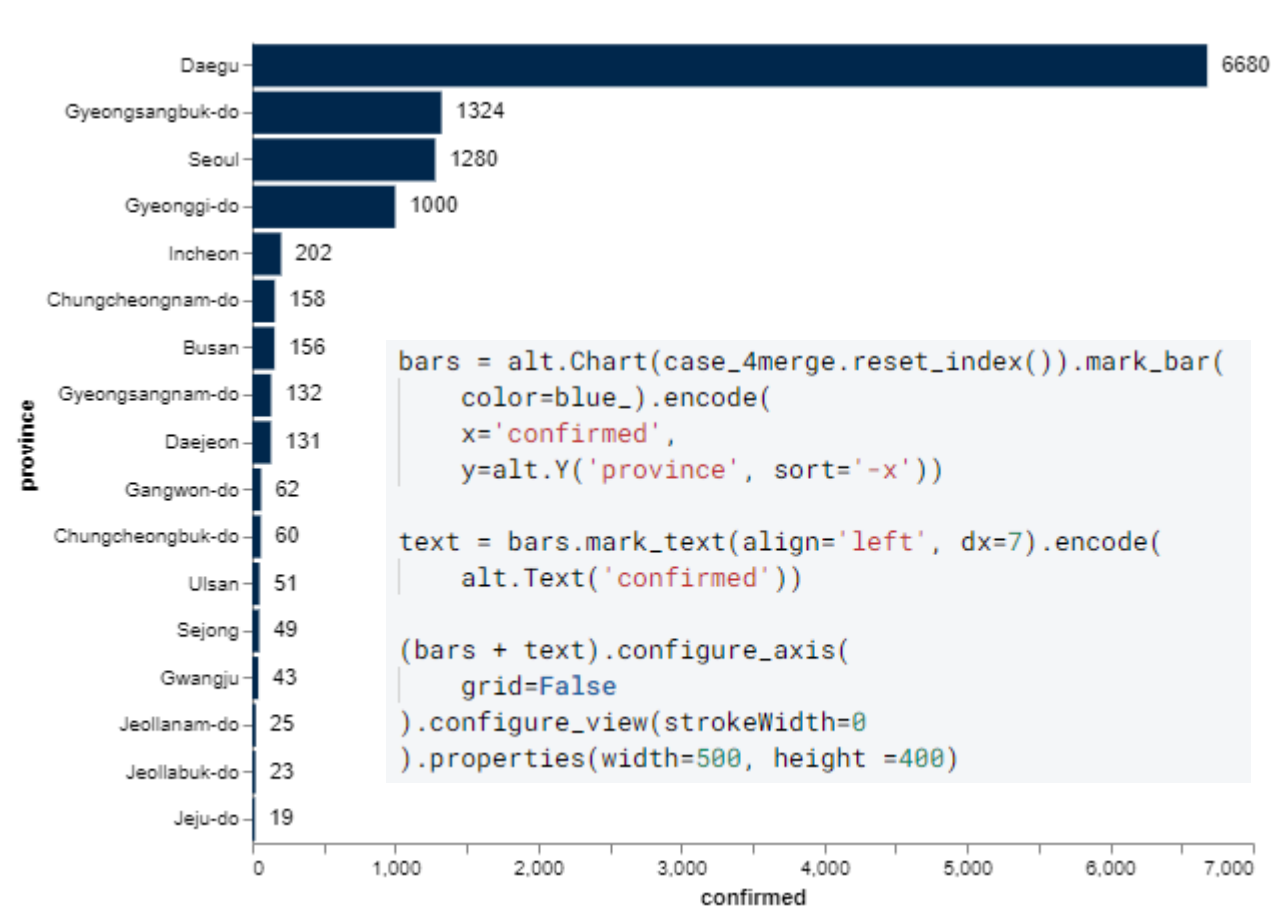 Daegu 6680
Gyeongsangbuk-do 1324
Seoul 1280
Gyeonggi-do 1000
Incheon 202
Chungcheongnam-do 158
Busan 156
Gyeongsangnam-do 132
Daejeon 131
Gangwon-do 62
Chungcheongbuk-do 60
Ulsan 51
Sejong 49
Gwangju 43
Jeollanam-do 25
Jeollabuk-do 23
Jeju-do 19
province
0 1,000 2,000 3,000 4,000 5,000 6,000 7,000
confirmed
bars = alt.Chart(case_4merge.reset_index()).mark_bar(
    color=blue_).encode(
    x='confirmed',
    y=alt.Y('province', sort='-x'))

text = bars.mark_text(align='left', dx=7).encode(
    alt.Text('confirmed'))

(bars + text).configure_axis(
    grid=False
).configure_view(strokeWidth=0
).properties(width=500, height =400)